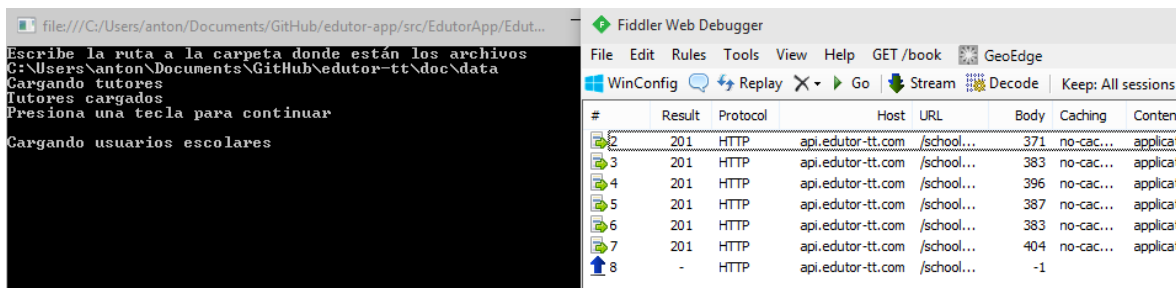 file:///C:/Users/anton/Documents/GitHub/edutor-app/src/EdutorApp/Edut...
Escribe la ruta a la carpeta donde están los archivos
C:\Users\anton\Documents\GitHub\edutor-tt\doc\data
Cargando tutores
Tutores cargados
Presiona una tecla para continuar
Cargando usuarios escolares
Fiddler Web Debugger
File Edit Rules Tools View Help GET /book GeoEdge
WinConfig Replay Go Stream Decode Keep: All sessions
# Result Protocol Host URL Body Caching Conten
2 201 HTTP api.edutor-tt.com /school... 371 no-cac... applica
3 201 HTTP api.edutor-tt.com /school... 383 no-cac... applica
4 201 HTTP api.edutor-tt.com /school... 396 no-cac... applica
5 201 HTTP api.edutor-tt.com /school... 387 no-cac... applica
6 201 HTTP api.edutor-tt.com /school... 383 no-cac... applica
7 201 HTTP api.edutor-tt.com /school... 404 no-cac... applica
8 - HTTP api.edutor-tt.com /school... -1